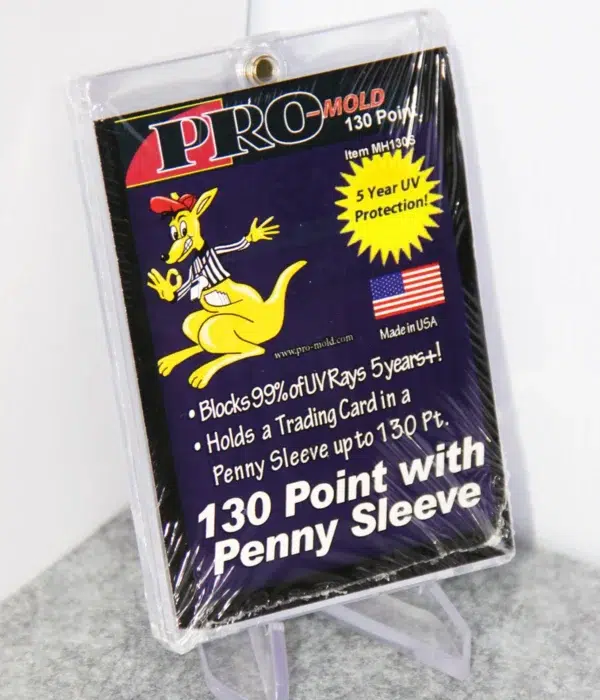 PRO-MOLD
130 Point
Item MH130S
5 Year UV
Protection!
Made in USA
www.pro-mold.com
• Blocks 99% of UV Rays 5 years+!
• Holds a Trading Card in a
Penny Sleeve up to 130 Pt.
130 Point with
Penny Sleeve